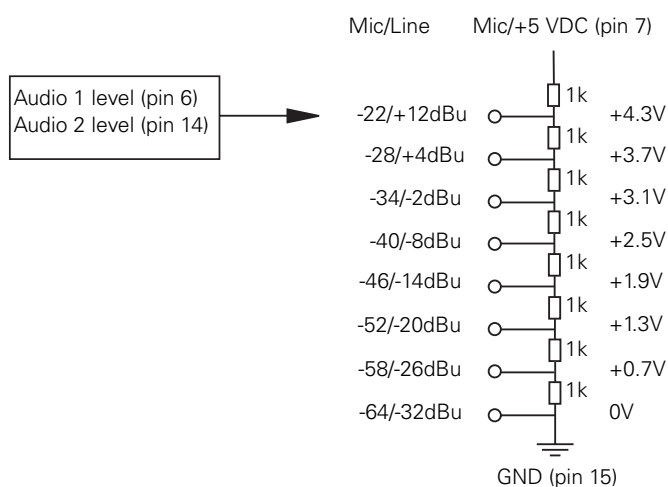 Mic/Line Mic/+5 VDC (pin 7)
Audio 1 level (pin 6)
Audio 2 level (pin 14)
1k
-22/+12dBu +4.3V
1k
-28/+4dBu +3.7V
1k
-34/-2dBu +3.1V
1k
-40/-8dBu +2.5V
1k
-46/-14dBu +1.9V
1k
-52/-20dBu +1.3V
1k
-58/-26dBu +0.7V
1k
-64/-32dBu 0V
GND (pin 15)